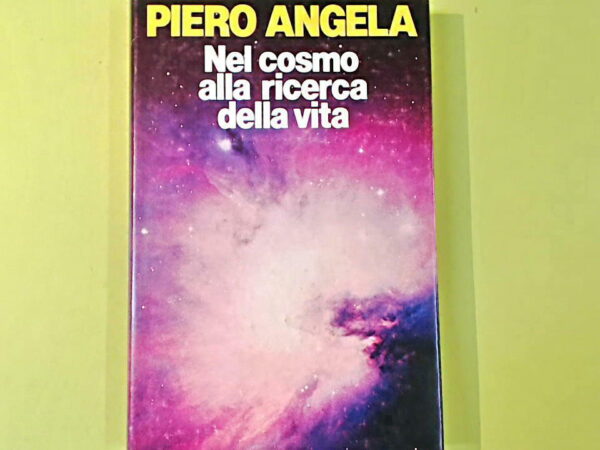 PIERO ANGELA
Nel cosmo
alla ricerca
della vita